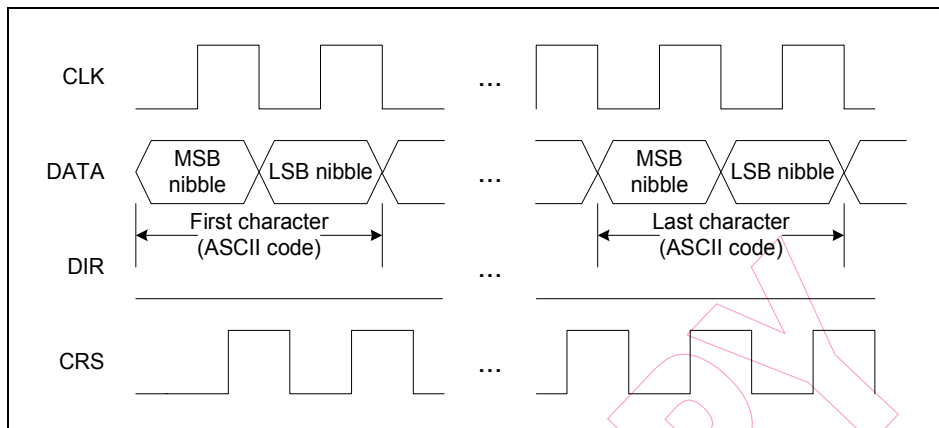 CLK
...
DATA
MSB
nibble
LSB nibble
...
MSB
nibble
LSB nibble
First character
(ASCII code)
Last character
(ASCII code)
DIR
...
CRS
...